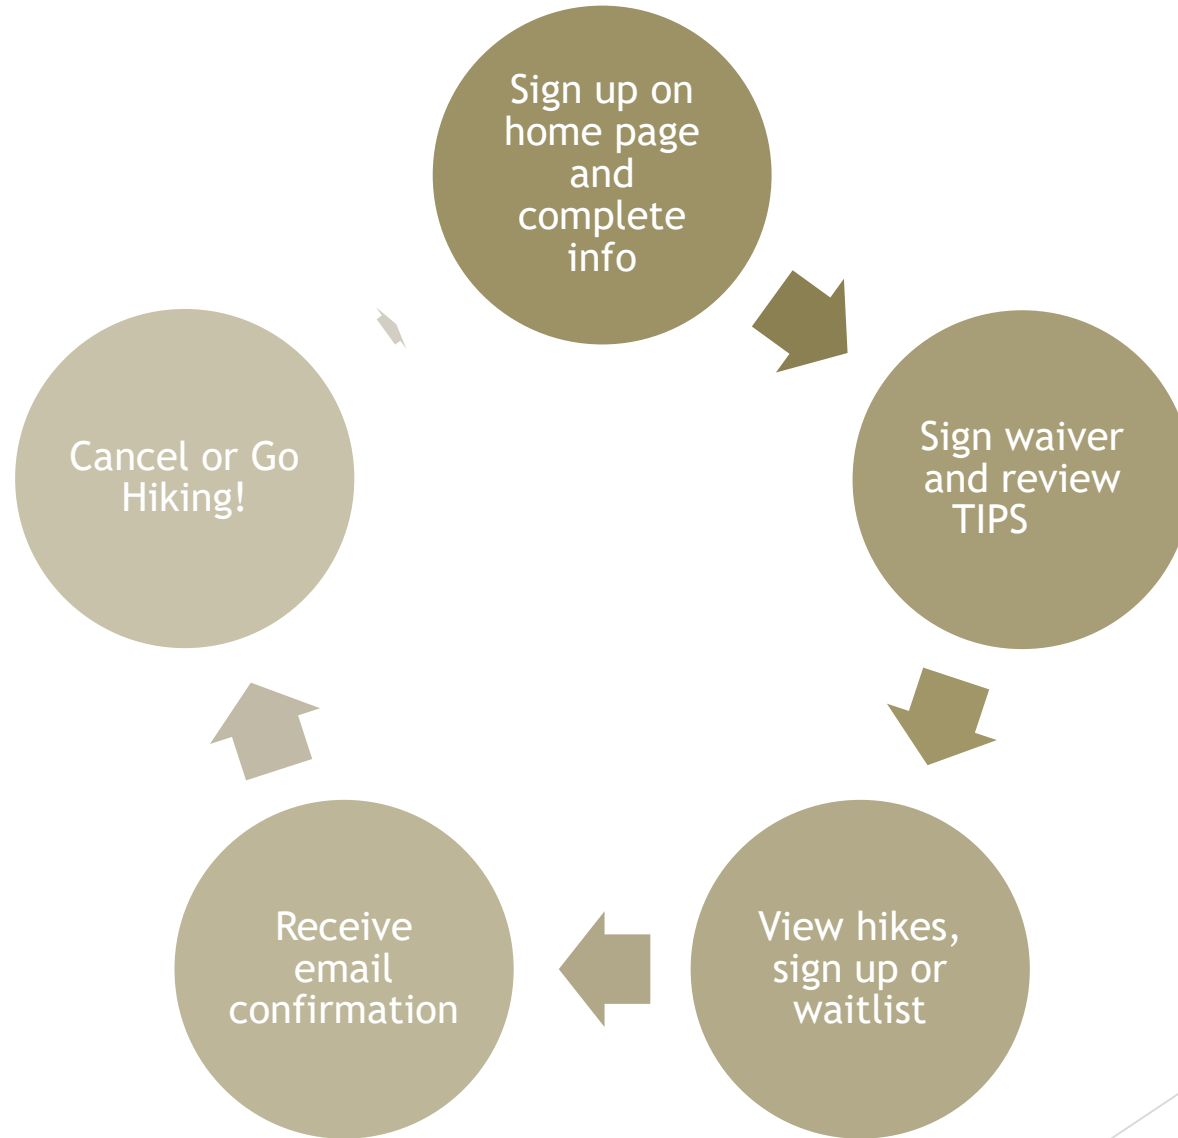 Sign up on
home page
and
complete
info
Sign waiver
and review
TIPS
View hikes,
sign up or
waitlist
Receive
email
confirmation
Cancel or Go
Hiking!